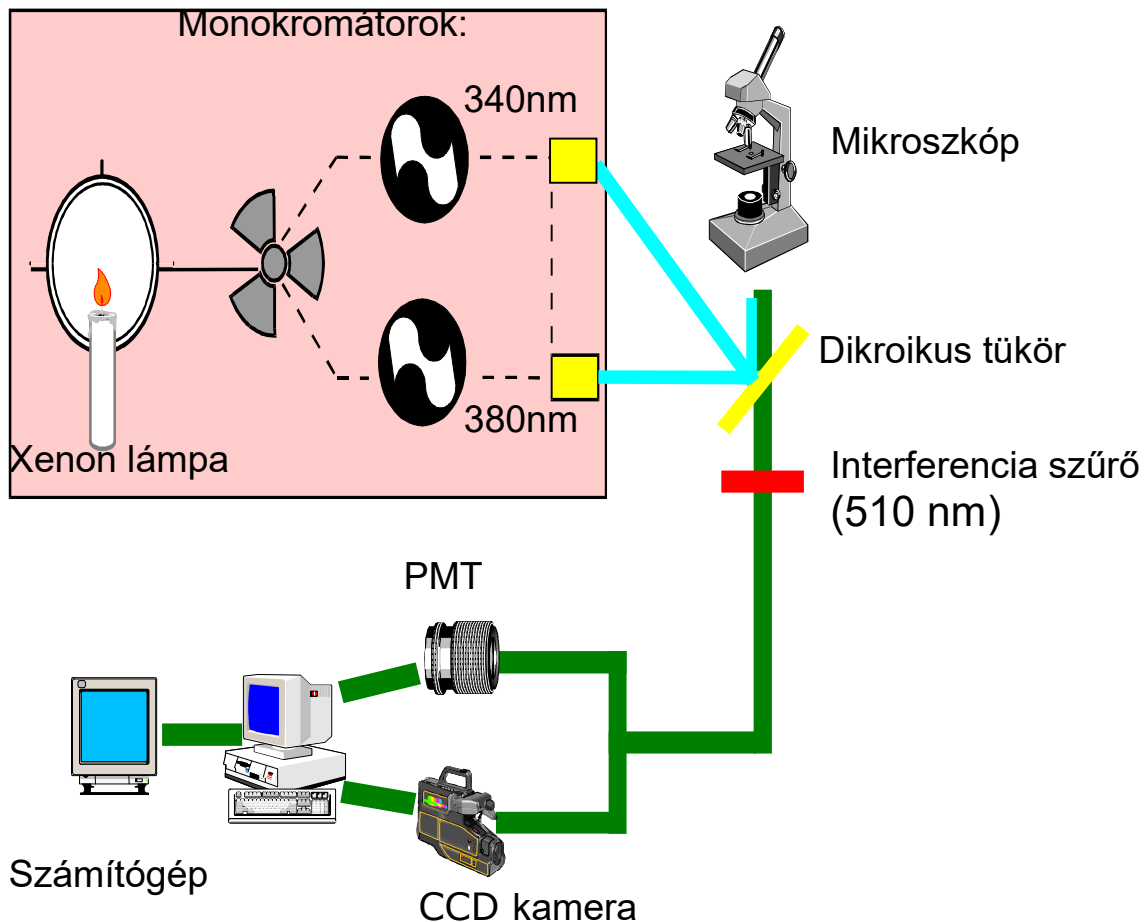 Monokromátorok:
340nm
Mikroszkóp
Dikroikus tükör
380nm
Xenon lámpa
Interferencia szűrő
(510 nm)
PMT
Számítógép
CCD kamera